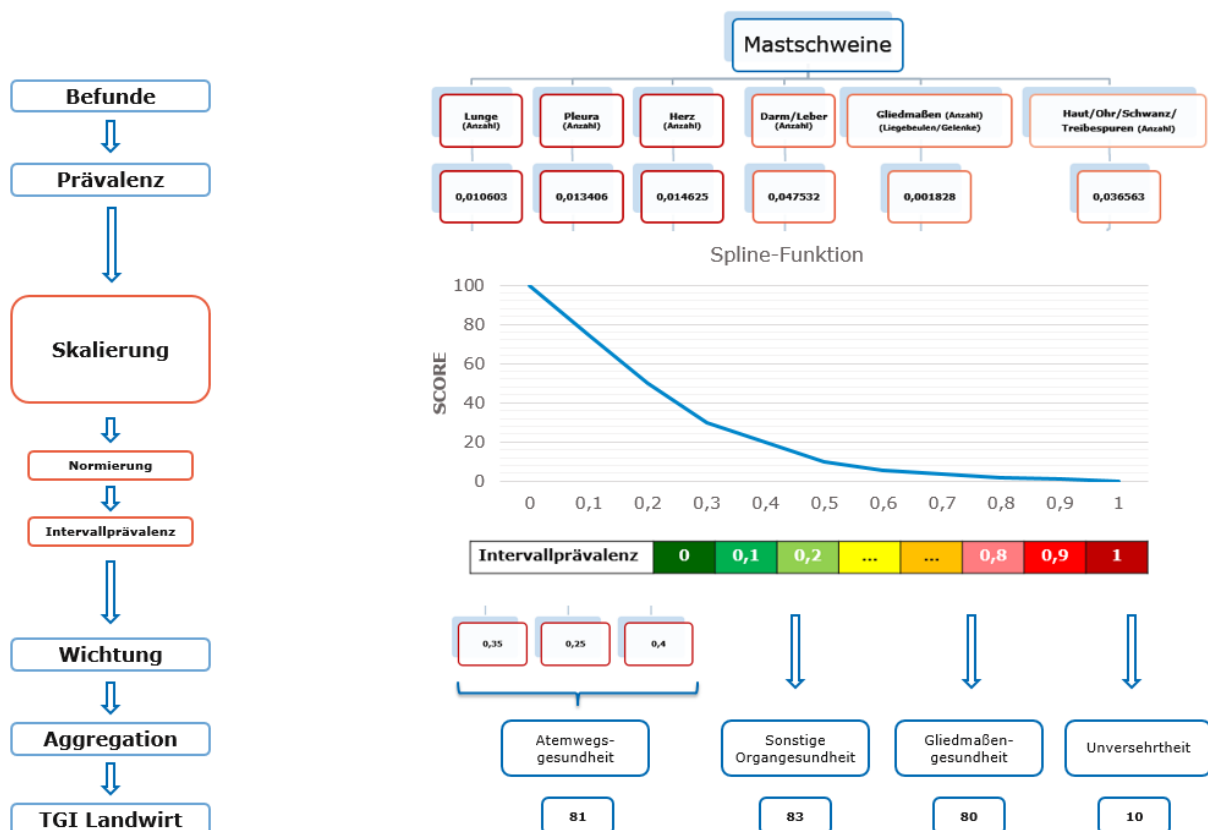 Mastschweine
Befunde
Lunge
(Anzahl)
Pleura
(Anzahl)
Herz
(Anzahl)
Darm/Leber
(Anzahl)
Gliedmaßen (Anzahl)
(Liegebeulen/Gelenke)
Haut/Ohr/Schwanz/
Treibespuren (Anzahl)
Prävalenz
0,010603
0,013406
0,014625
0,047532
0,001828
0,036563
Skalierung
Spline-Funktion
SCORE
100
80
60
40
20
0
0 0,1 0,2 0,3 0,4 0,5 0,6 0,7 0,8 0,9 1
Normierung
Intervallprävalenz
Intervallprävalenz 0 0,1 0,2 ... ... 0,8 0,9 1
Wichtung
0,35
0,25
0,4
Aggregation
Atemwegs-
gesundheit
Sonstige
Organgesundheit
Gliedmaßen-
gesundheit
Unversehrtheit
TGI Landwirt
81
83
80
10